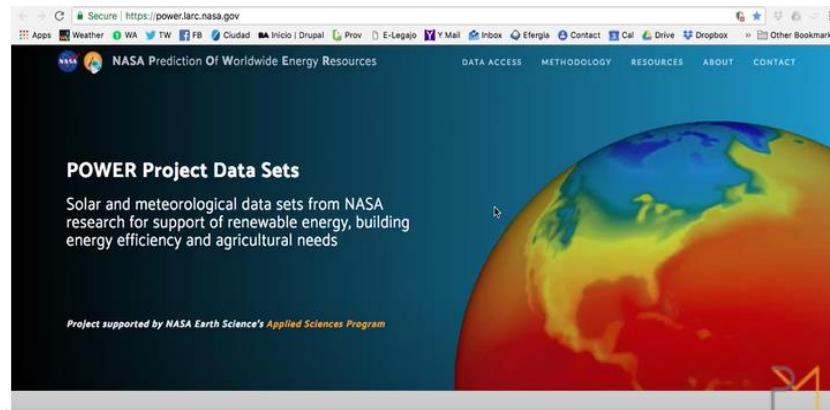 Secure | https://power.larc.nasa.gov
Apps Weather WA TW FB Ciudad BA Inicio | Drupal Prov E-Legajo Y Mail Inbox Efergia Contact Cal Drive Dropbox » Other Bookmark
NASA NASA Prediction Of Worldwide Energy Resources DATA ACCESS METHODOLOGY RESOURCES ABOUT CONTACT
POWER Project Data Sets
Solar and meteorological data sets from NASA
research for support of renewable energy, building
energy efficiency and agricultural needs
Project supported by NASA Earth Science's Applied Sciences Program